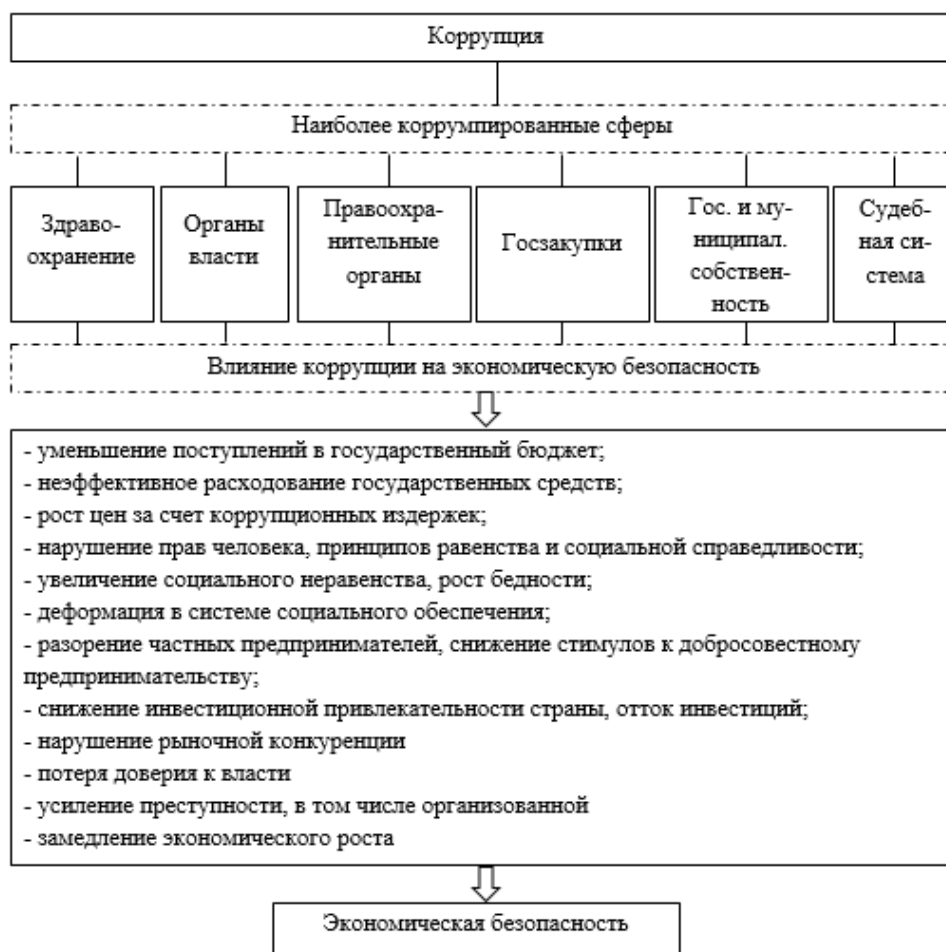 Коррупция
Наиболее коррумпированные сферы
Здраво-
охранение
Органы
власти
Правоохра-
нительные
органы
Госзакупки
Гос. и му-
ниципал.
собствен-
ность
Судеб-
ная си-
стема
Влияние коррупции на экономическую безопасность
- уменьшение поступлений в государственный бюджет;
- неэффективное расходование государственных средств;
- рост цен за счет коррупционных издержек;
- нарушение прав человека, принципов равенства и социальной справедливости;
- увеличение социального неравенства, рост бедности;
- деформация в системе социального обеспечения;
- разорение частных предпринимателей, снижение стимулов к добросовестному
предпринимательству;
- снижение инвестиционной привлекательности страны, отток инвестиций;
- нарушение рыночной конкуренции
- потеря доверия к власти
- усиление преступности, в том числе организованной
- замедление экономического роста
Экономическая безопасность